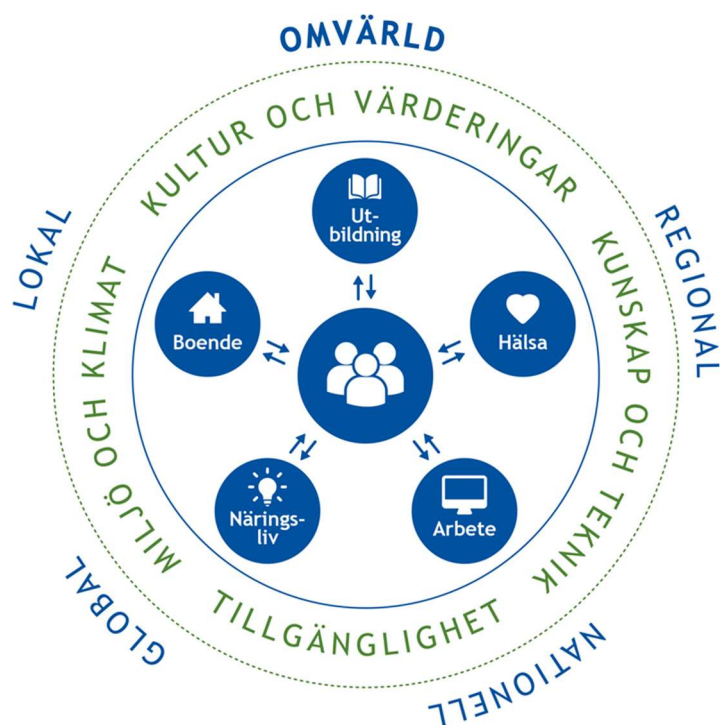 OMVÄRLD
LOKAL
REGIONAL
GLOBAL
NATIONELL
KULTUR OCH VÄRDERINGAR
KUNSKAP OCH TEKNIK
TILLGÄNGLIGHET
MILJÖ OCH KLIMAT
Ut-
bildning
Boende
Hälsa
Närings-
liv
Arbete